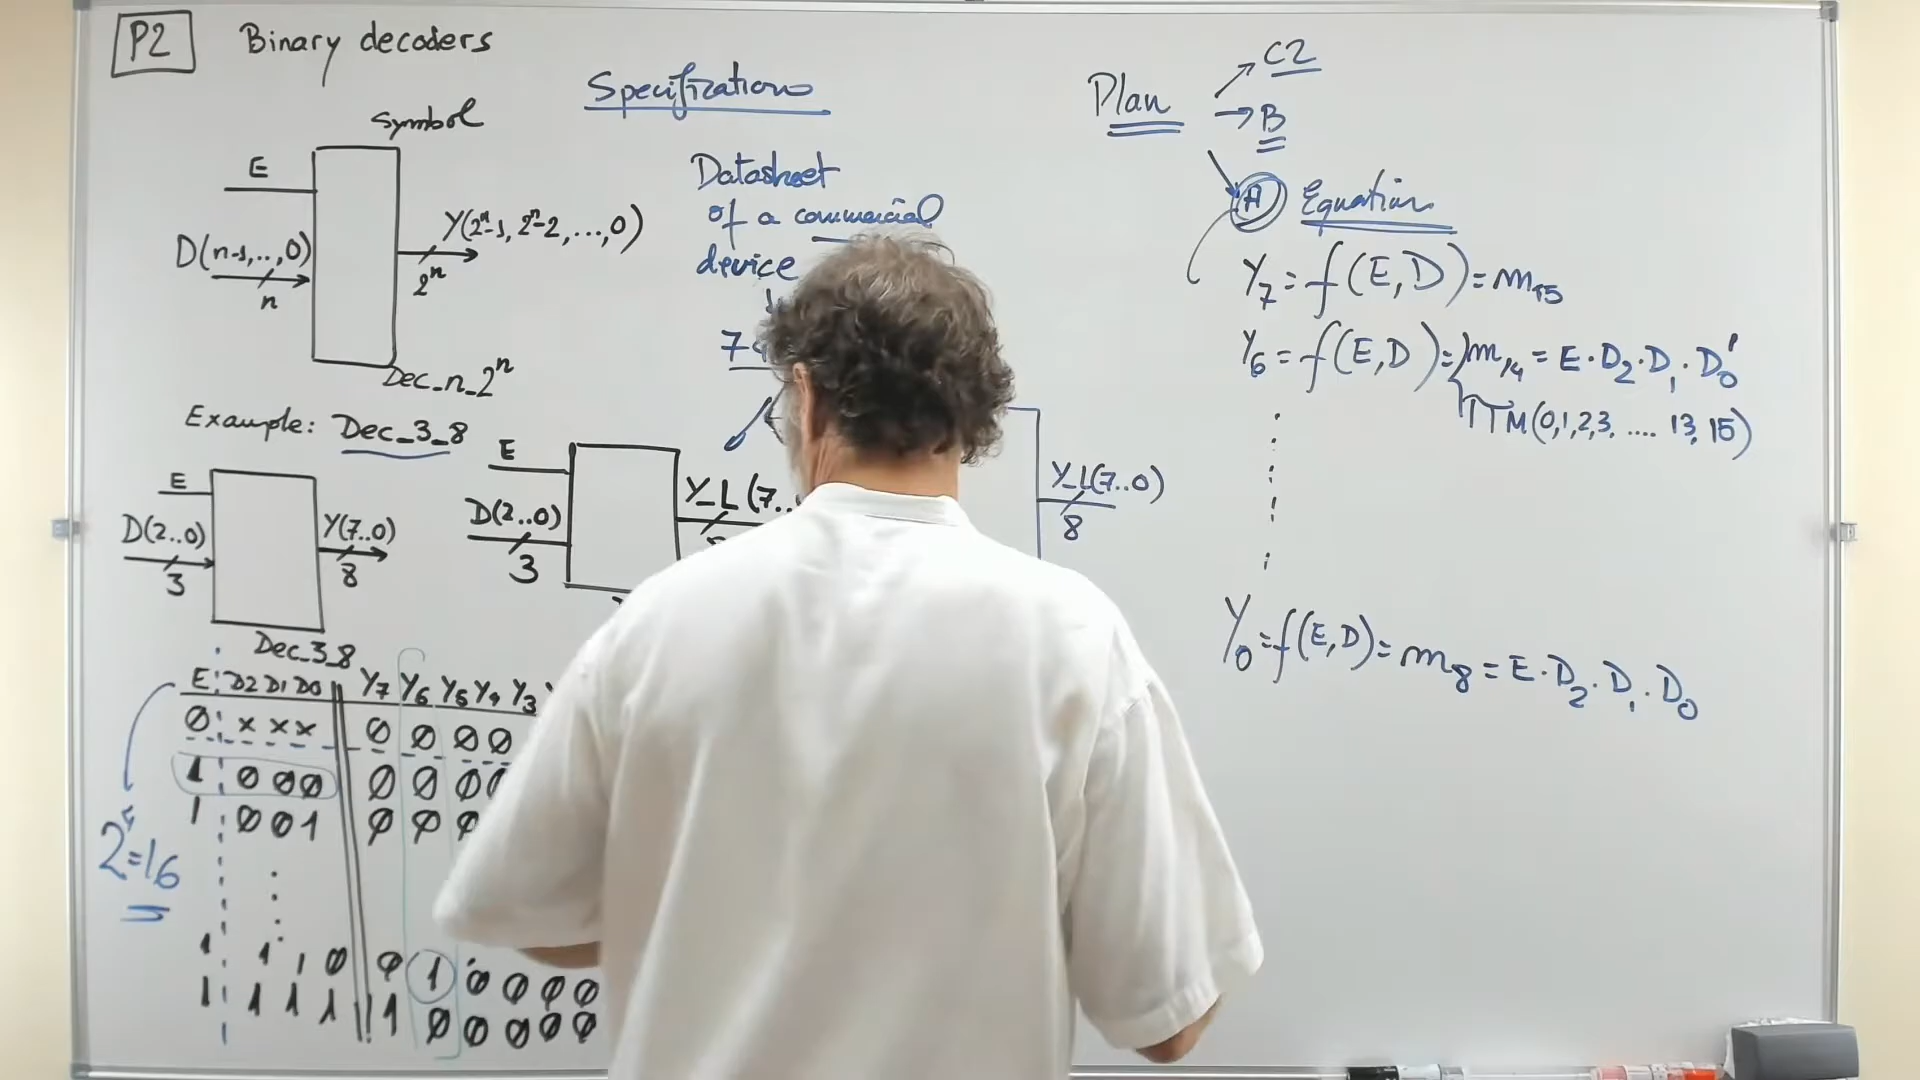 P2 Binary decoders
Symbol
E
D(n-1,..,0)
n
Y(2ⁿ-1, 2ⁿ-2,...,0)
2ⁿ
Dec_n_2ⁿ
Example: Dec_3_8
E
D(2..0)
3
Y(7..0)
8
Dec_3_8
E D2 D1 D0 Y7 Y6 Y5 Y4 Y3
0 x x x 0 0 0 0
1 0 0 0 0 0 0 0
1 0 0 1 0 0 0
1 1 1 0 0 1 0 0 0 0
1 1 1 1 1 0 0 0 0 0
2⁴=16
Specifications
Datasheet
of a commercial
device
E
D(2..0)
3
Y_L(7..
Y_L(7..0)
8
Plan
C2
B
A Equations
Y₇ = f(E,D) = m₁₅
Y₆ = f(E,D) = m₁₄ = E·D₂·D₁·D₀'
πM(0,1,2,3, .... 13, 15)
Y₀ = f(E,D) = m₈ = E·D₂·D₁·D₀